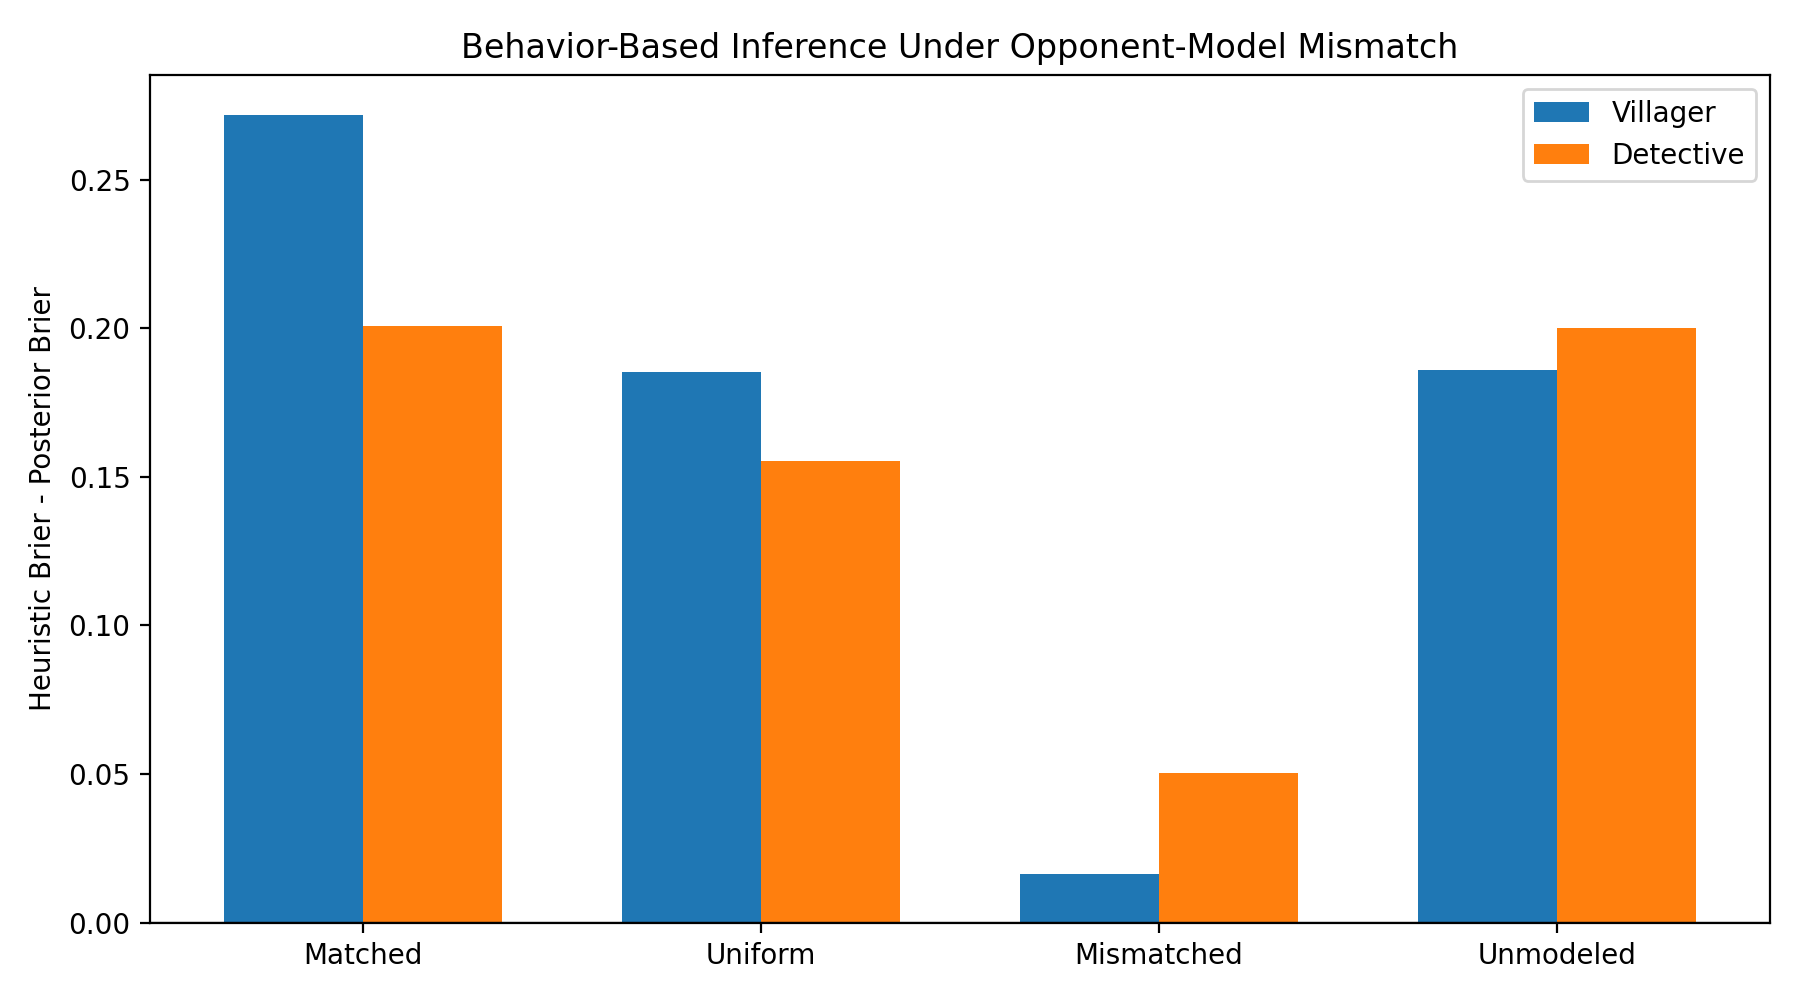 Behavior-Based Inference Under Opponent-Model Mismatch
Villager
Detective
Heuristic Brier - Posterior Brier
0.25
0.20
0.15
0.10
0.05
0.00
Matched
Uniform
Mismatched
Unmodeled